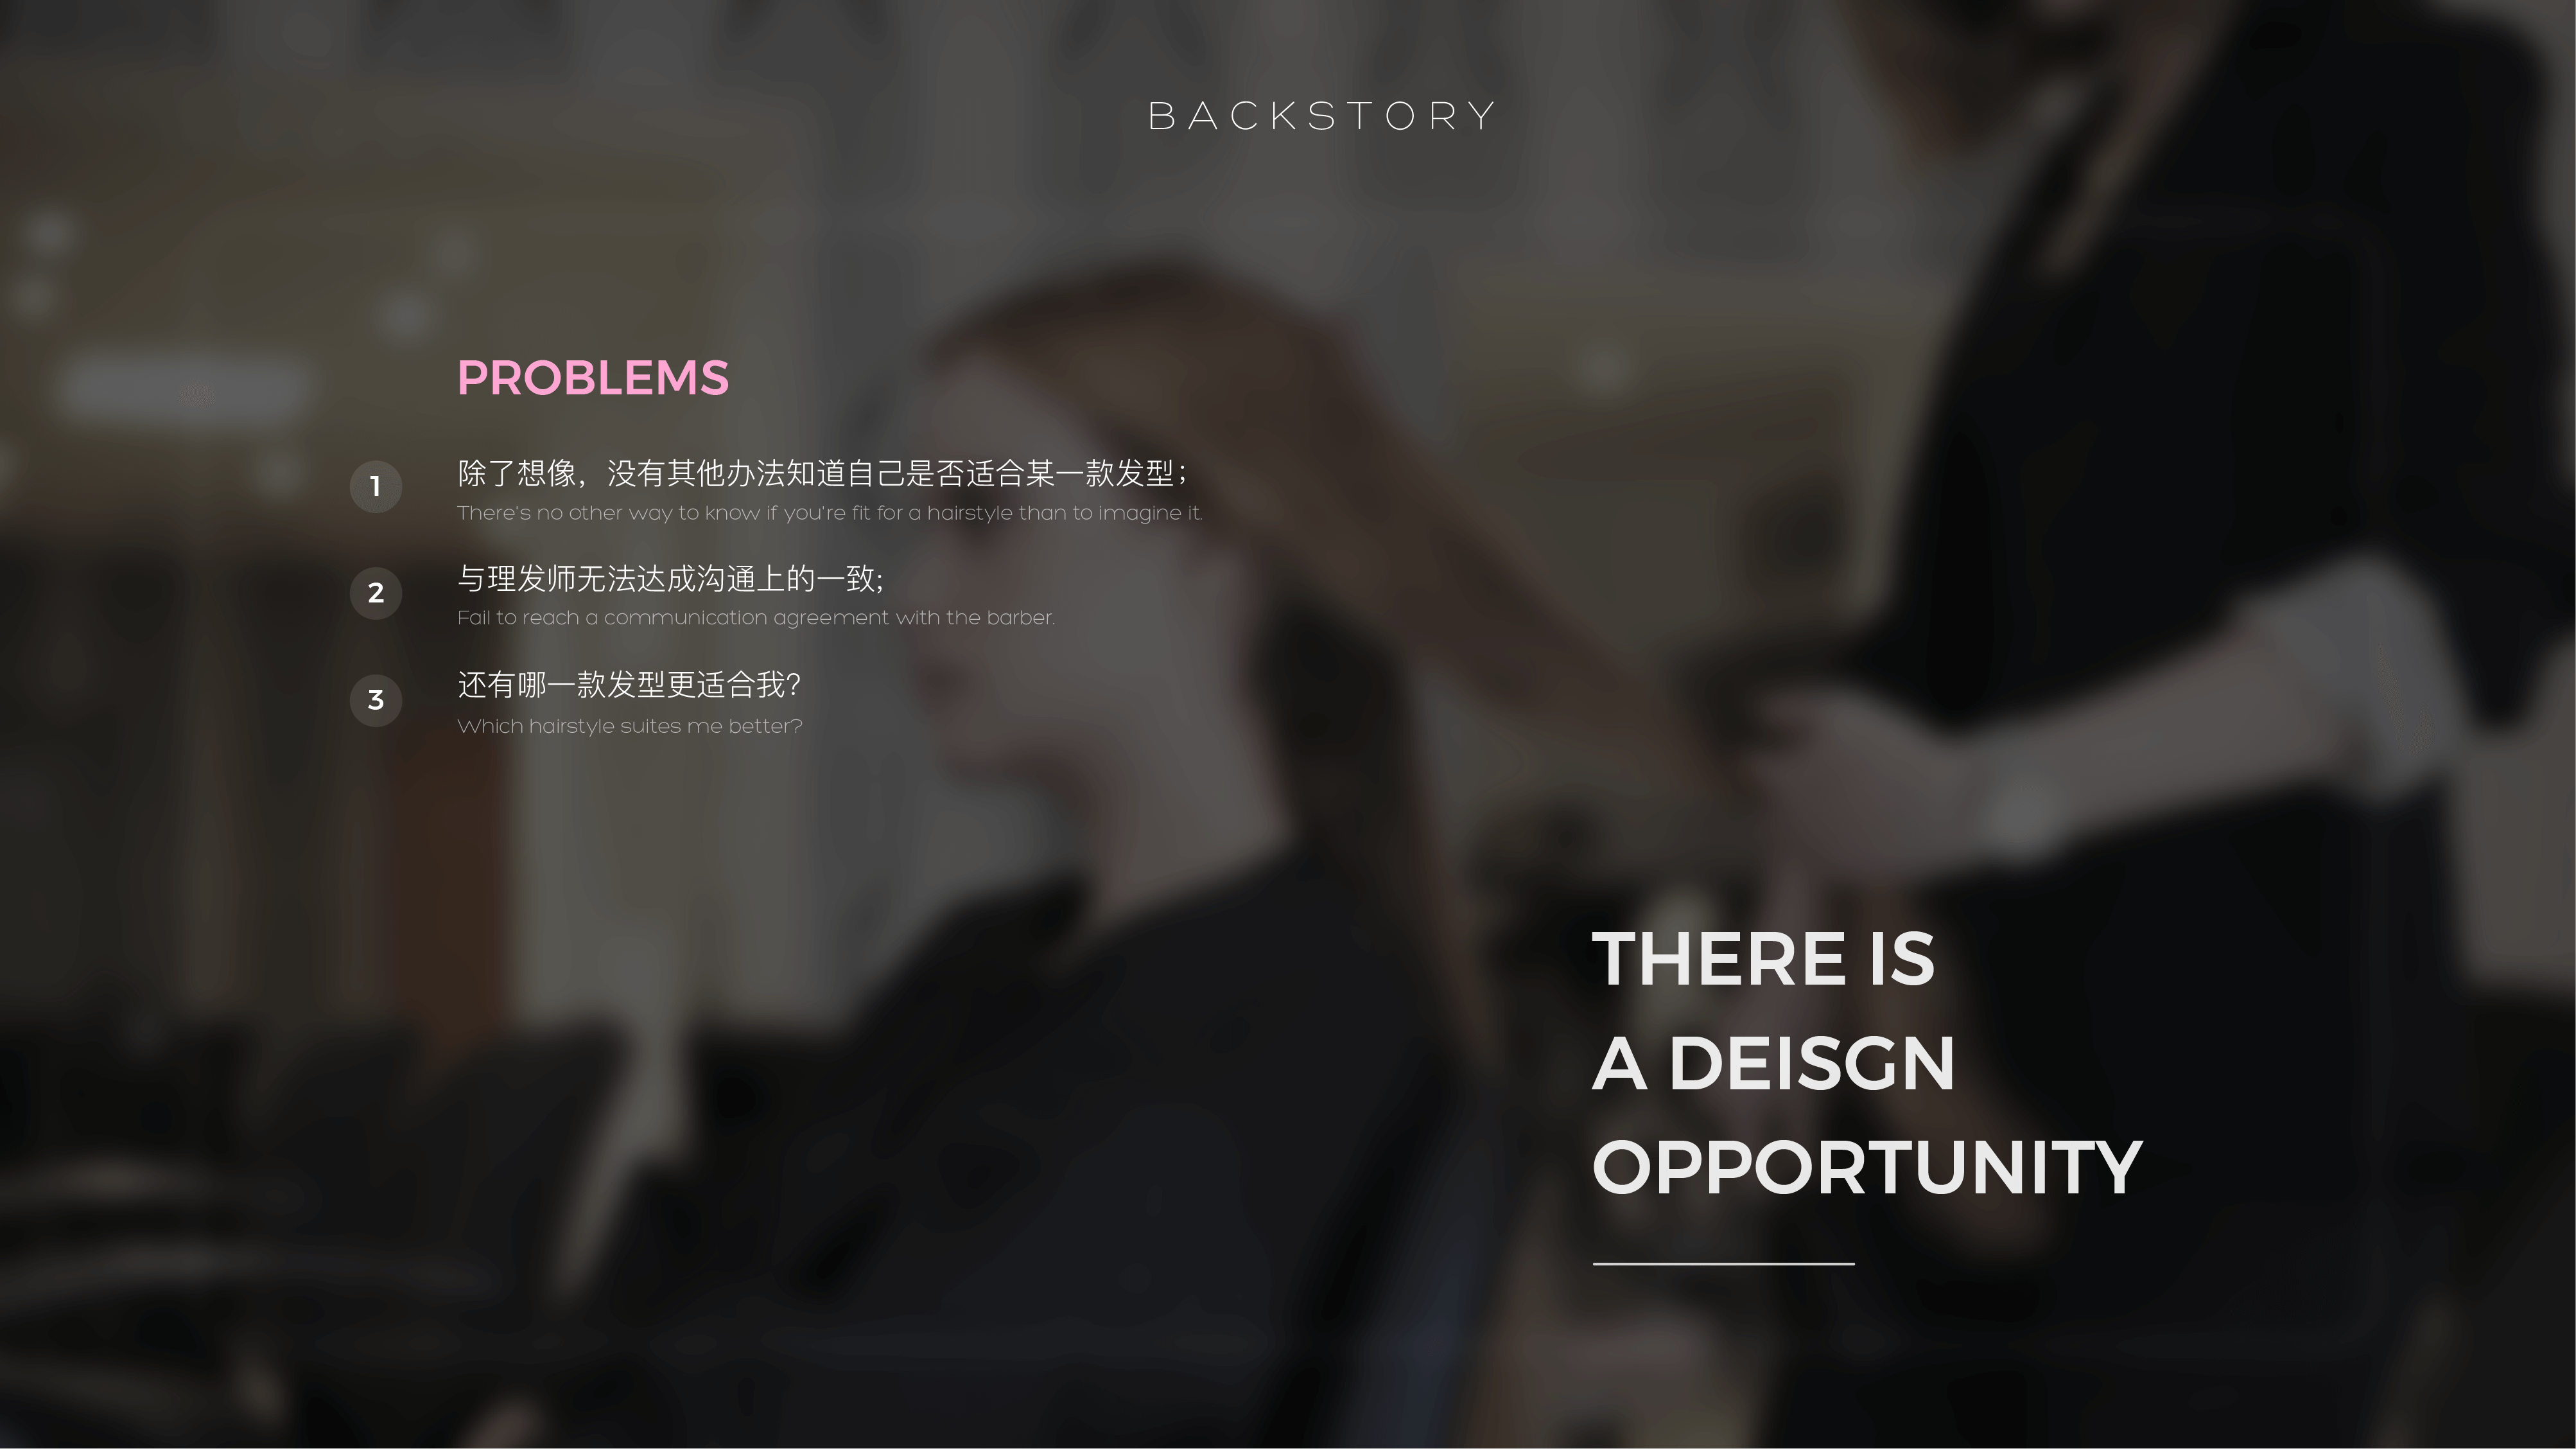 BACKSTORY
PROBLEMS
1
除了想像，没有其他办法知道自己是否适合某一款发型；
There's no other way to know if you're fit for a hairstyle than to imagine it.
2
与理发师无法达成沟通上的一致;
Fail to reach a communication agreement with the barber.
3
还有哪一款发型更适合我？
Which hairstyle suites me better?
THERE IS
A DEISGN
OPPORTUNITY